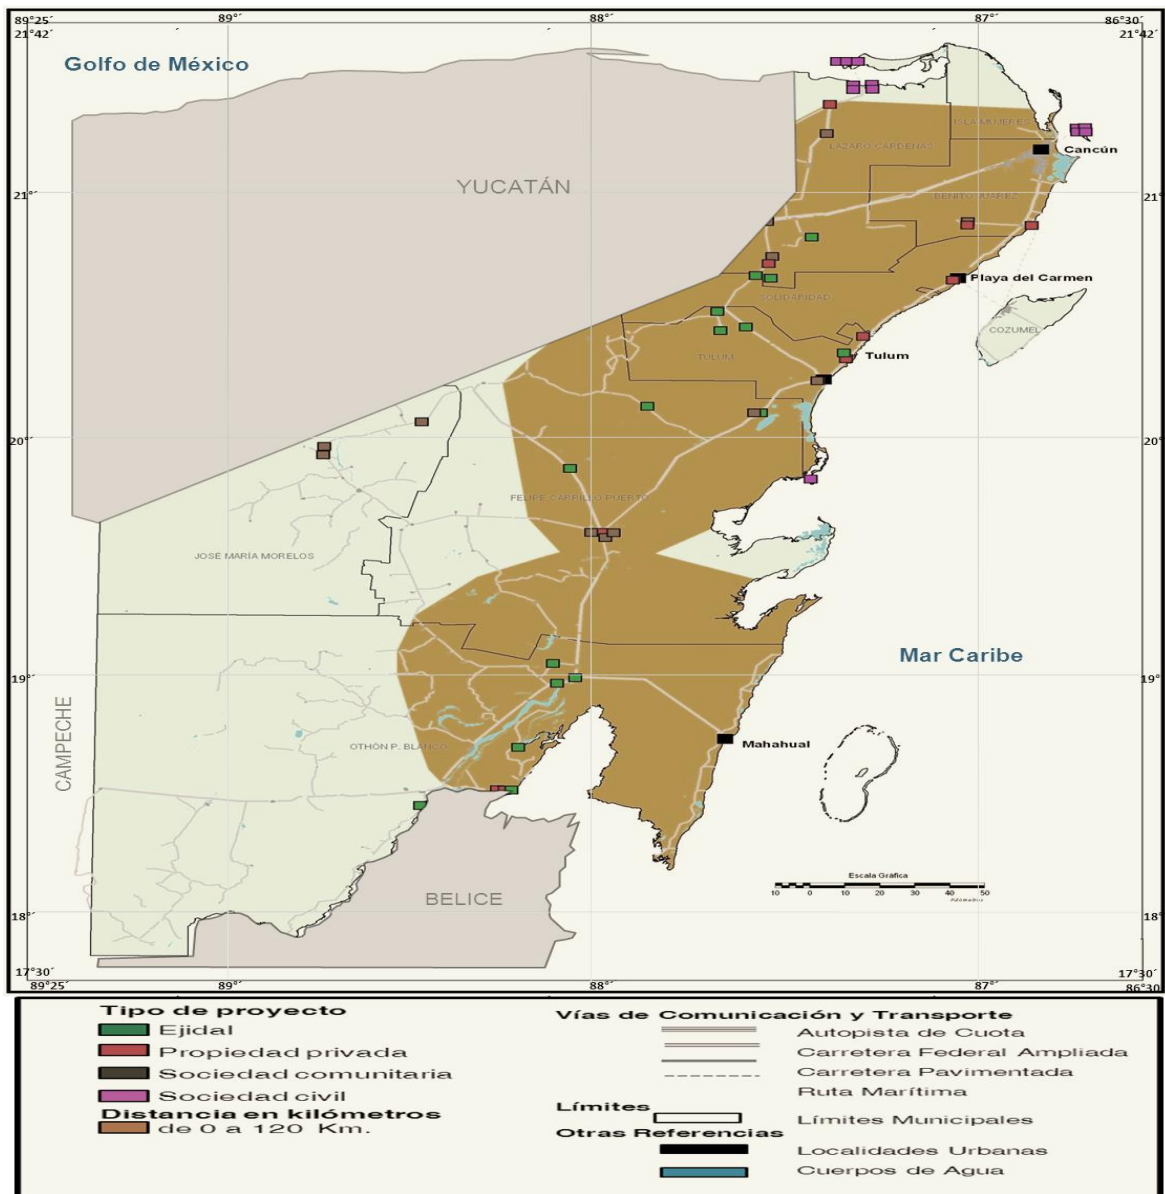 89°25´ 89°´ 88° 87° 86°30´
21°42´ 21°42´
Golfo de México
ISLA MUJERES
LÁZARO CÁRDENAS
Cancún
YUCATÁN
21°´ 21°´
BENITO JUÁREZ
Playa del Carmen
SOLIDARIDAD
COZUMEL
TULUM
Tulum
20°´ 20°´
FELIPE CARRILLO PUERTO
JOSÉ MARÍA MORELOS
Mar Caribe
19°´ 19°´
CAMPECHE
OTHÓN P. BLANCO
Mahahual
Escala Gráfica
10 0 10 20 30 40 50
BELICE
18°´ 18°´
17°30´ 17°30´
89°25´ 89°´ 88°´ 87°´ 86°30´
Tipo de proyecto
Ejidal
Propiedad privada
Sociedad comunitaria
Sociedad civil
Distancia en kilómetros
de 0 a 120 Km.
Vías de Comunicación y Transporte
Autopista de Cuota
Carretera Federal Ampliada
Carretera Pavimentada
Ruta Marítima
Límites
Límites Municipales
Otras Referencias
Localidades Urbanas
Cuerpos de Agua